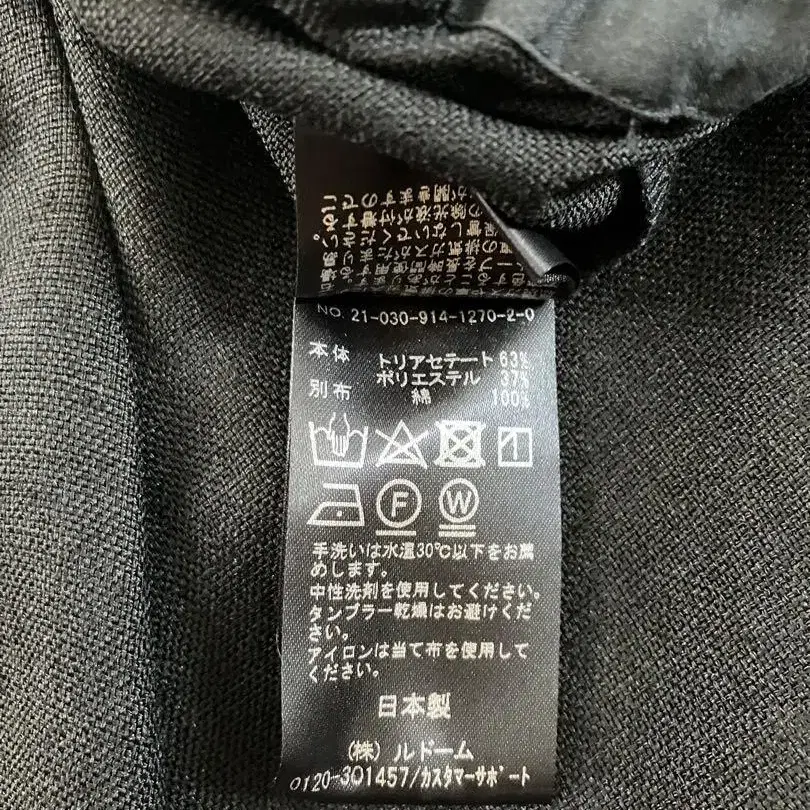 NO. 21-030-914-1270-2-0
本体 トリアセテート 63%
ポリエステル 37%
別布 綿 100%
1
F W
手洗いは水温30℃以下をお薦
めします。
中性洗剤を使用してください。
タンブラー乾燥はお避けくだ
さい。
アイロンは当て布を使用して
ください。
日本製
(株) ルドーム
0120-301457/カスタマーサポート